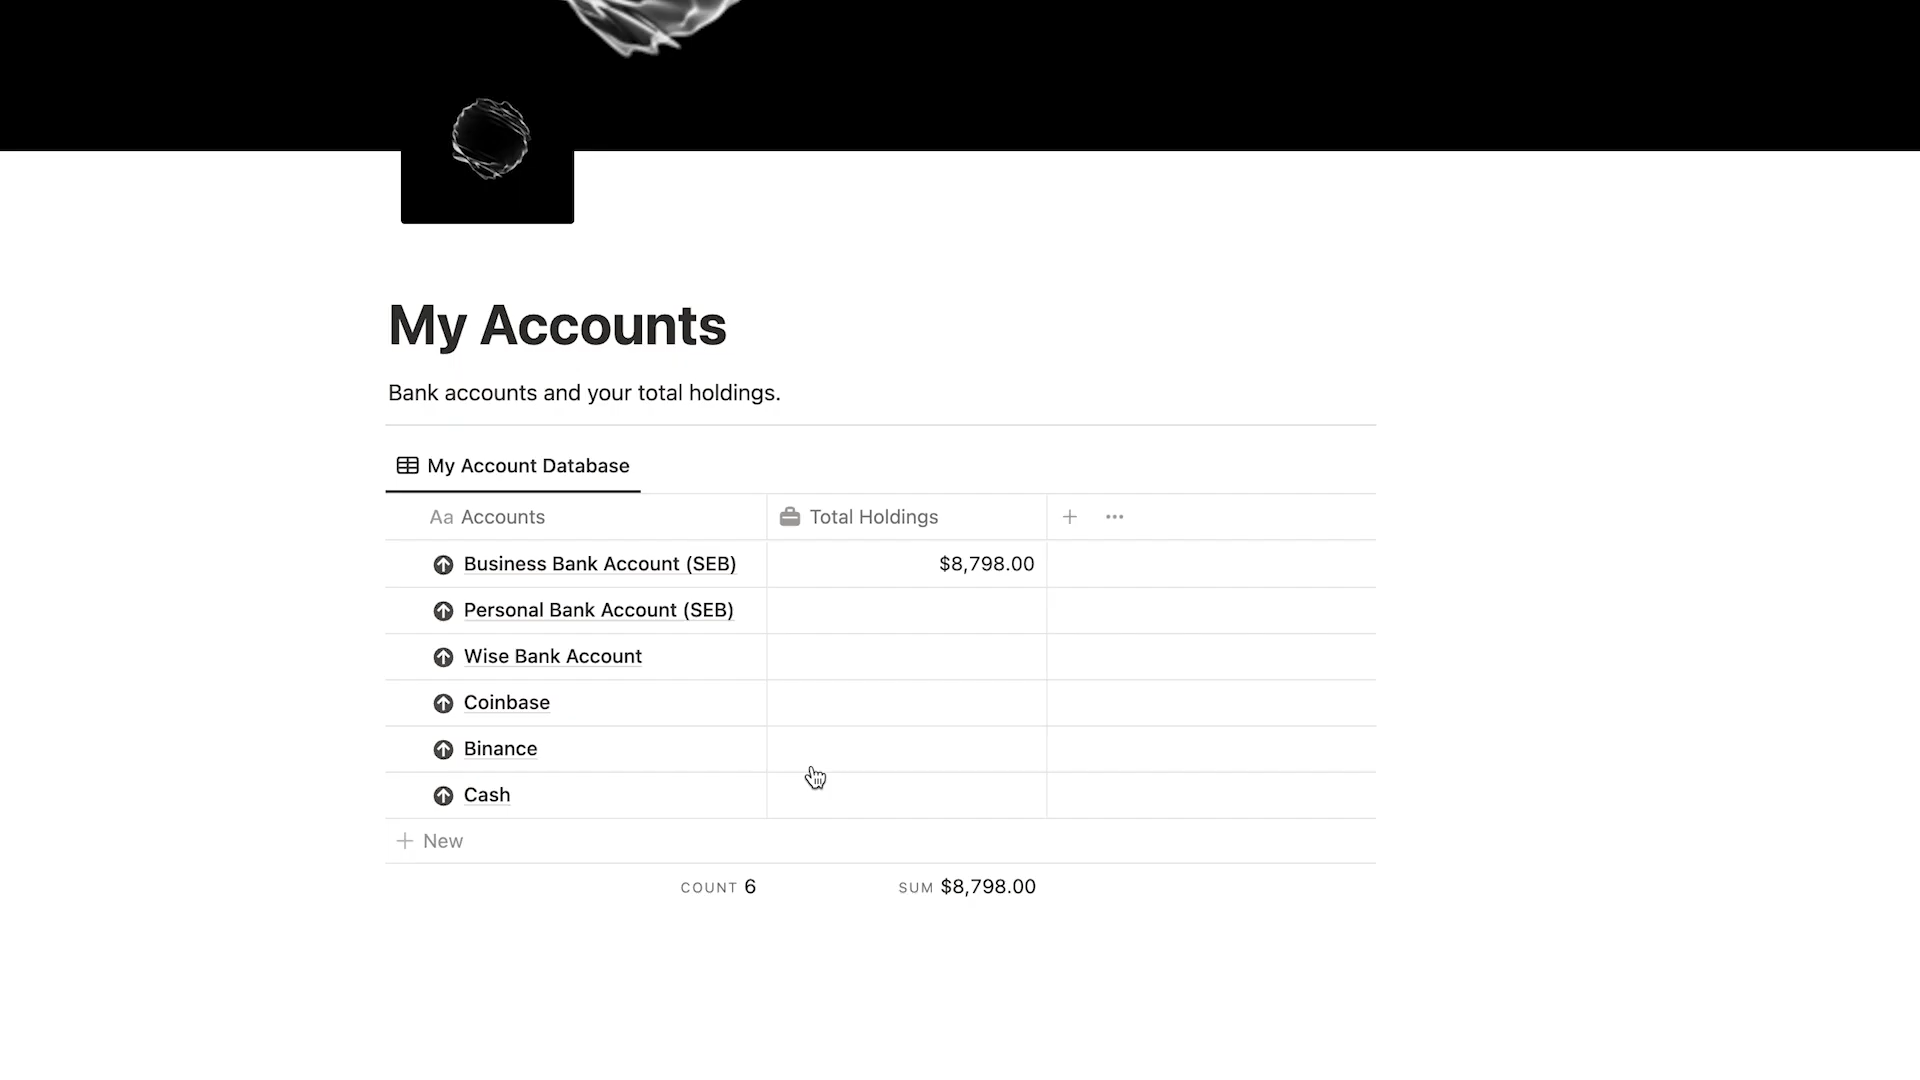 My Accounts
Bank accounts and your total holdings.
My Account Database
Aa Accounts Total Holdings
Business Bank Account (SEB) $8,798.00
Personal Bank Account (SEB)
Wise Bank Account
Coinbase
Binance
Cash
+ New
COUNT 6 SUM $8,798.00